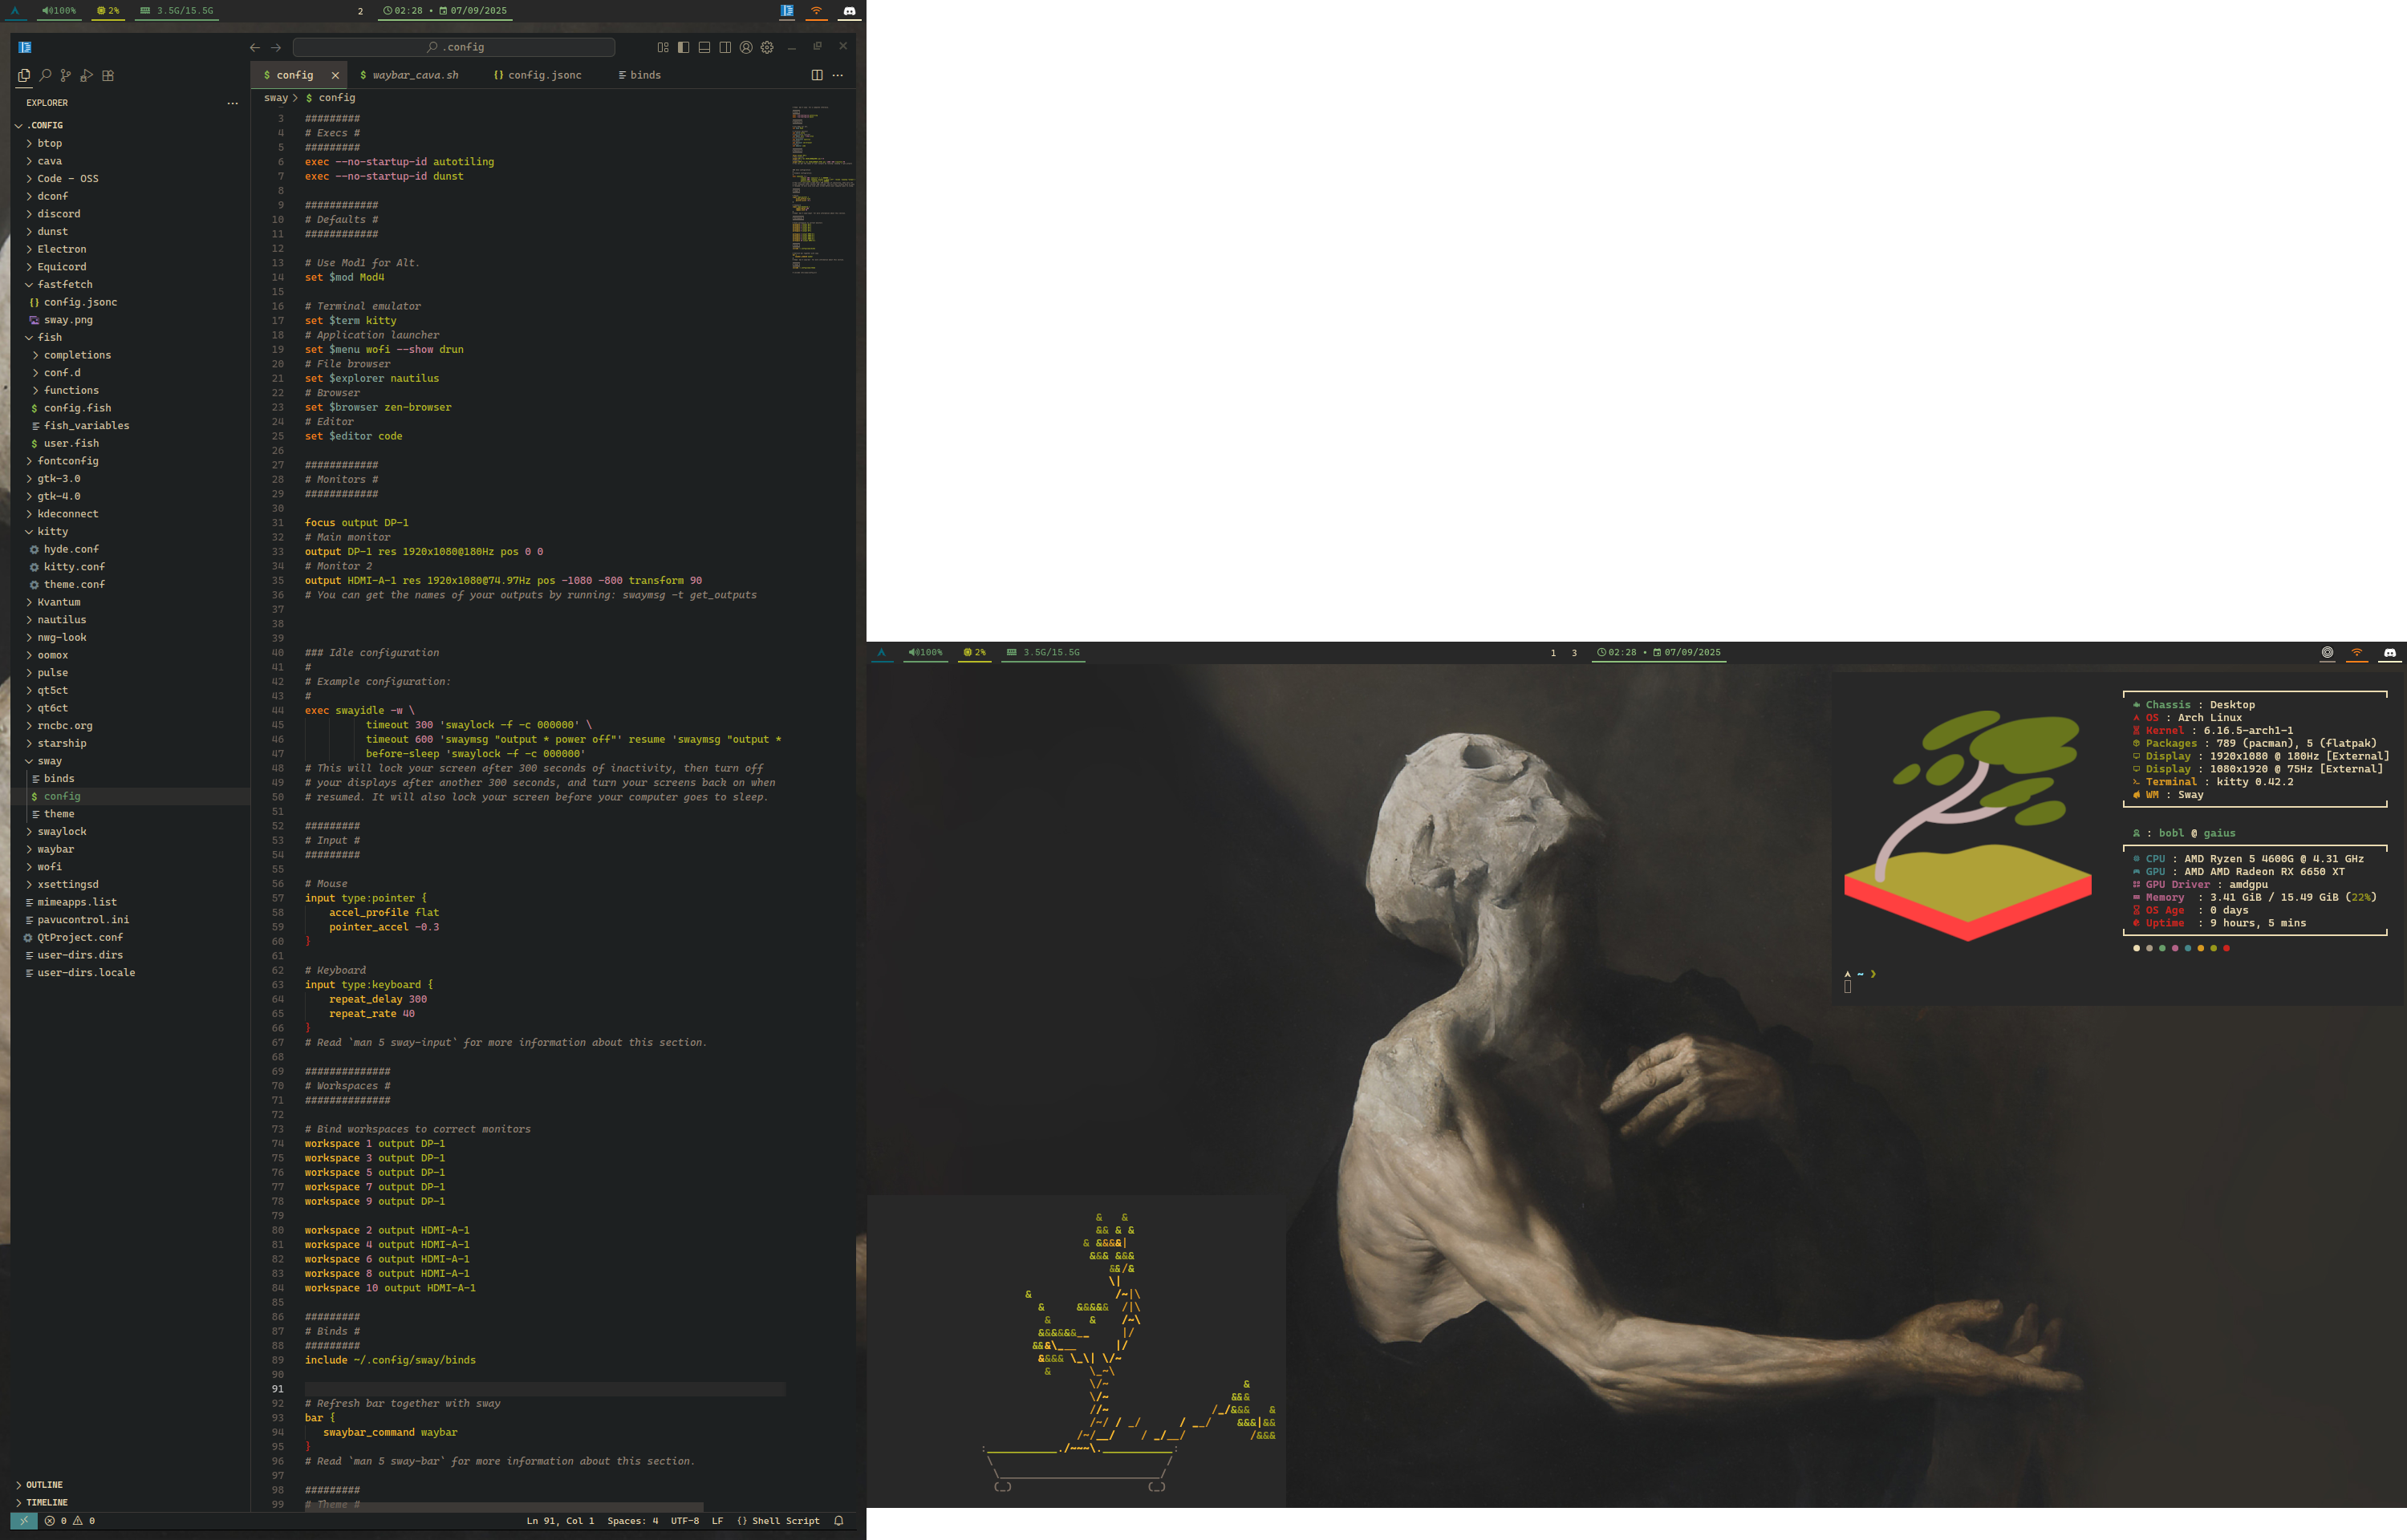 100% 2% 3.5G/15.5G 2 02:28 • 07/09/2025
.config
config waybar_cava.sh config.jsonc binds
EXPLORER
.CONFIG
btop
cava
Code - OSS
dconf
discord
dunst
Electron
Equicord
fastfetch
config.jsonc
sway.png
fish
completions
conf.d
functions
config.fish
fish_variables
user.fish
fontconfig
gtk-3.0
gtk-4.0
kdeconnect
kitty
hyde.conf
kitty.conf
theme.conf
Kvantum
nautilus
nwg-look
oomox
pulse
qt5ct
qt6ct
rncbc.org
starship
sway
binds
config
theme
swaylock
waybar
wofi
xsettingsd
mimeapps.list
pavucontrol.ini
QtProject.conf
user-dirs.dirs
user-dirs.locale
OUTLINE
TIMELINE
sway > $ config
3 #########
4 # Execs #
5 #########
6 exec --no-startup-id autotiling
7 exec --no-startup-id dunst
8
9 ############
10 # Defaults #
11 ############
12
13 # Use Mod1 for Alt.
14 set $mod Mod4
15
16 # Terminal emulator
17 set $term kitty
18 # Application launcher
19 set $menu wofi --show drun
20 # File browser
21 set $explorer nautilus
22 # Browser
23 set $browser zen-browser
24 # Editor
25 set $editor code
26
27 ############
28 # Monitors #
29 ############
30
31 focus output DP-1
32 # Main monitor
33 output DP-1 res 1920x1080@180Hz pos 0 0
34 # Monitor 2
35 output HDMI-A-1 res 1920x1080@74.97Hz pos -1080 -800 transform 90
36 # You can get the names of your outputs by running: swaymsg -t get_outputs
37
38
39
40 ### Idle configuration
41 #
42 # Example configuration:
43 #
44 exec swayidle -w \
45 timeout 300 'swaylock -f -c 000000' \
46 timeout 600 'swaymsg "output * power off"' resume 'swaymsg "output *
47 before-sleep 'swaylock -f -c 000000'
48 # This will lock your screen after 300 seconds of inactivity, then turn off
49 # your displays after another 300 seconds, and turn your screens back on when
50 # resumed. It will also lock your screen before your computer goes to sleep.
51
52 #########
53 # Input #
54 #########
55
56 # Mouse
57 input type:pointer {
58 accel_profile flat
59 pointer_accel -0.3
60 }
61
62 # Keyboard
63 input type:keyboard {
64 repeat_delay 300
65 repeat_rate 40
66 }
67 # Read `man 5 sway-input` for more information about this section.
68
69 ##############
70 # Workspaces #
71 ##############
72
73 # Bind workspaces to correct monitors
74 workspace 1 output DP-1
75 workspace 3 output DP-1
76 workspace 5 output DP-1
77 workspace 7 output DP-1
78 workspace 9 output DP-1
79
80 workspace 2 output HDMI-A-1
81 workspace 4 output HDMI-A-1
82 workspace 6 output HDMI-A-1
83 workspace 8 output HDMI-A-1
84 workspace 10 output HDMI-A-1
85
86 #########
87 # Binds #
88 #########
89 include ~/.config/sway/binds
90
91
92 # Refresh bar together with sway
93 bar {
94 swaybar_command waybar
95 }
96 # Read `man 5 sway-bar` for more information about this section.
97
98 #########
99 # Theme #
0 0 Ln 91, Col 1 Spaces: 4 UTF-8 LF {} Shell Script
100% 2% 3.5G/15.5G 1 3 02:28 • 07/09/2025
Chassis : Desktop
OS : Arch Linux
Kernel : 6.16.5-arch1-1
Packages : 789 (pacman), 5 (flatpak)
Display : 1920x1080 @ 180Hz [External]
Display : 1080x1920 @ 75Hz [External]
Terminal : kitty 0.42.2
WM : Sway
: bobl @ gaius
CPU : AMD Ryzen 5 4600G @ 4.31 GHz
GPU : AMD AMD Radeon RX 6650 XT
GPU Driver : amdgpu
Memory : 3.41 GiB / 15.49 GiB (22%)
OS Age : 0 days
Uptime : 9 hours, 5 mins
~ ❯